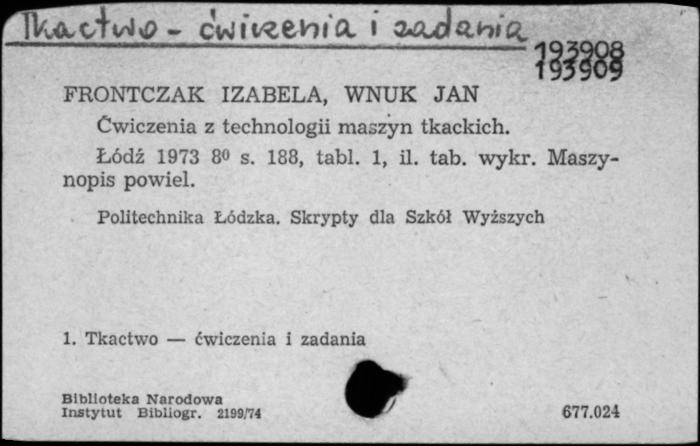 Tkactwo - ćwiczenia i zadania
193908
193909
FRONTCZAK IZABELA, WNUK JAN
Ćwiczenia z technologii maszyn tkackich.
Łódź 1973 8⁰ s. 188, tabl. 1, il. tab. wykr. Maszy-
nopis powiel.
Politechnika Łódzka. Skrypty dla Szkół Wyższych
1. Tkactwo — ćwiczenia i zadania
Biblioteka Narodowa
Instytut Bibliogr. 2199/74
677.024